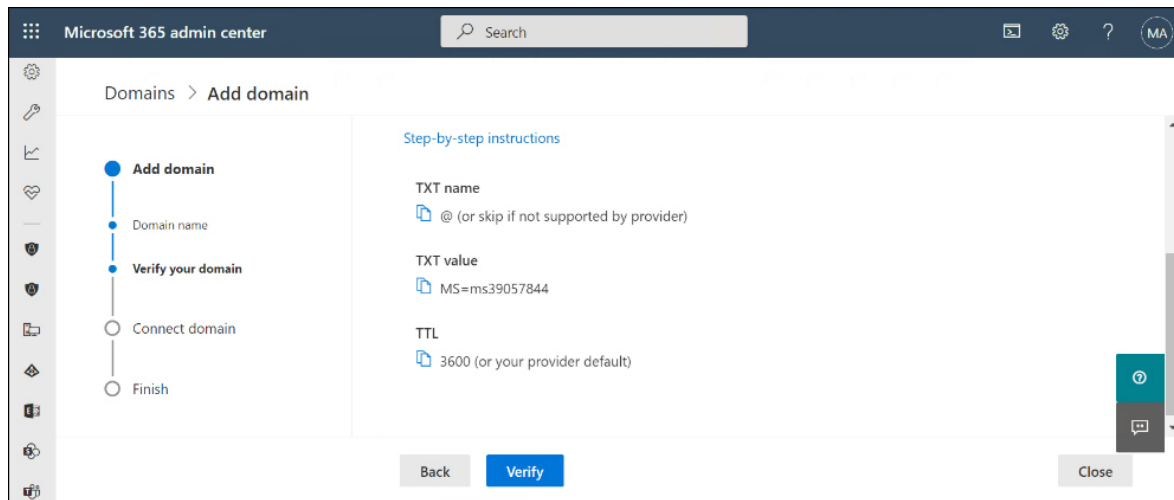 Microsoft 365 admin center
Search
MA
Domains > Add domain
Add domain
Domain name
Verify your domain
Connect domain
Finish
Step-by-step instructions
TXT name
@ (or skip if not supported by provider)
TXT value
MS=ms39057844
TTL
3600 (or your provider default)
Back
Verify
Close